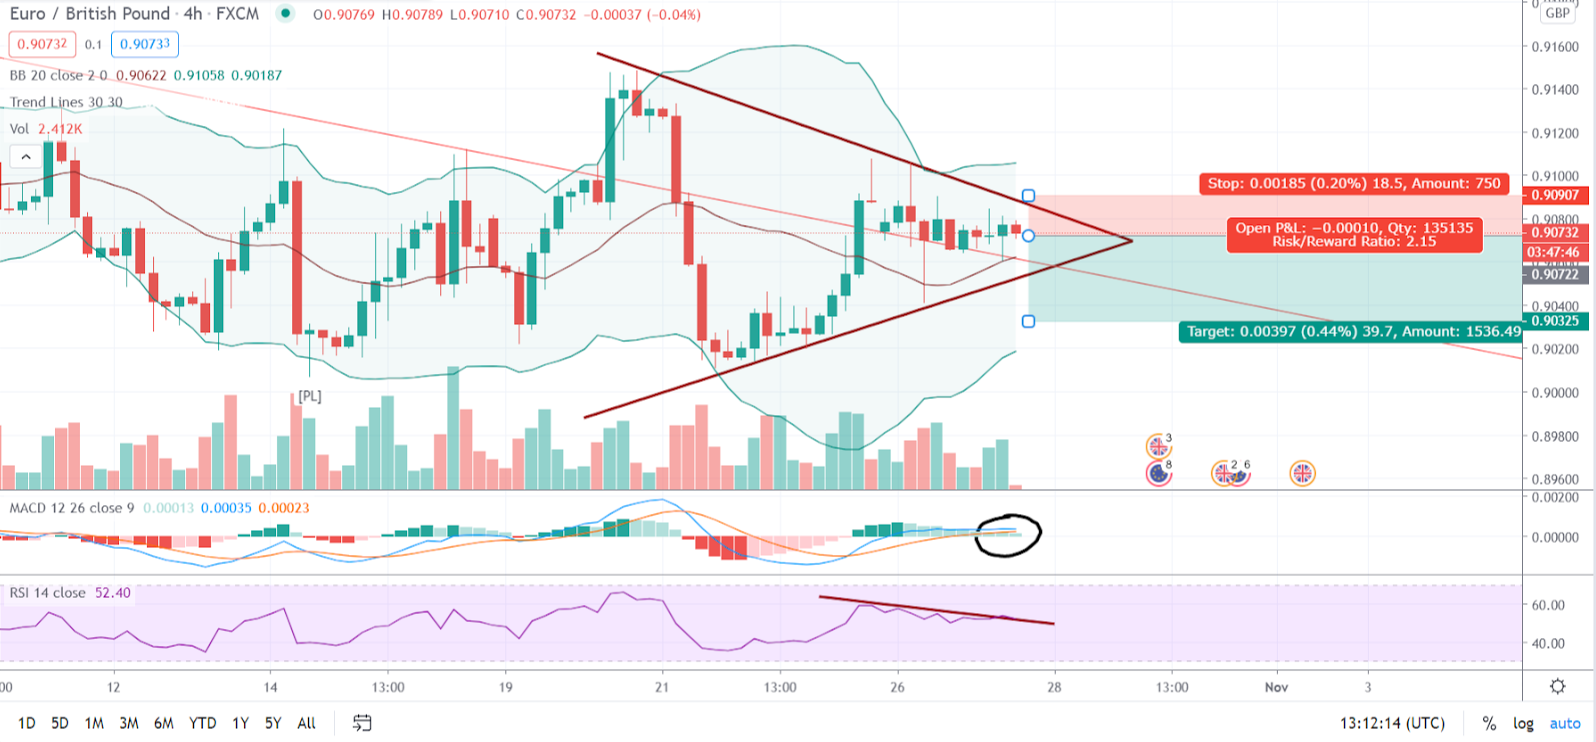 Euro / British Pound · 4h · FXCM O0.90769 H0.90789 L0.90710 C0.90732 −0.00037 (−0.04%)
0.90732 0.1 0.90733
BB 20 close 2 0 0.90622 0.91058 0.90187
Trend Lines 30 30
Vol 2.412K
GBP
0.91600
0.91400
0.91200
0.91000
Stop: 0.00185 (0.20%) 18.5, Amount: 750
0.90907
0.90800
Open P&L: −0.00010, Qty: 135135
Risk/Reward Ratio: 2.15
0.90732
03:47:46
0.90722
0.90400
0.90325
Target: 0.00397 (0.44%) 39.7, Amount: 1536.49
0.90200
0.90000
[PL]
0.89800
3
8
2 6
0.89600
0.00200
MACD 12 26 close 9 0.00013 0.00035 0.00023
0.00000
RSI 14 close 52.40
60.00
40.00
:00 12 14 13:00 19 21 13:00 26 28 13:00 Nov 3
1D 5D 1M 3M 6M YTD 1Y 5Y All
13:12:14 (UTC) % log auto